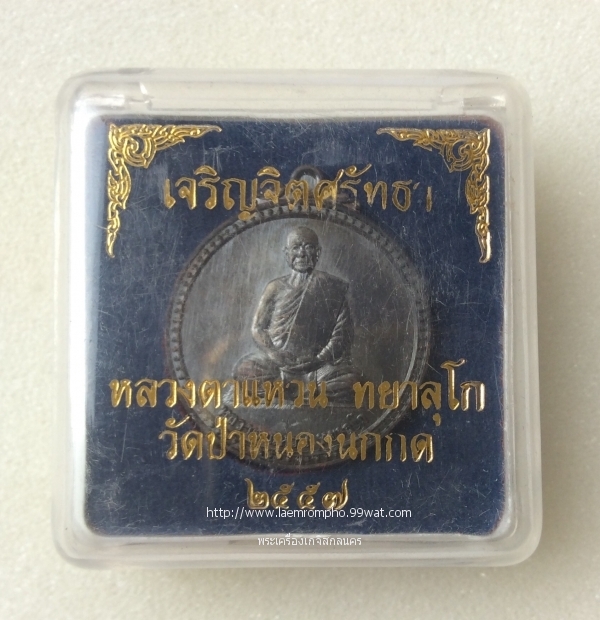 เจริญจิตศรัทธา
หลวงตาแหวน ทยาลุโก
วัดป่าหนองนกกด
๒๕๕๗
http://www.laemrompho.99wat.com
พระเครื่องเกจิสกลนคร